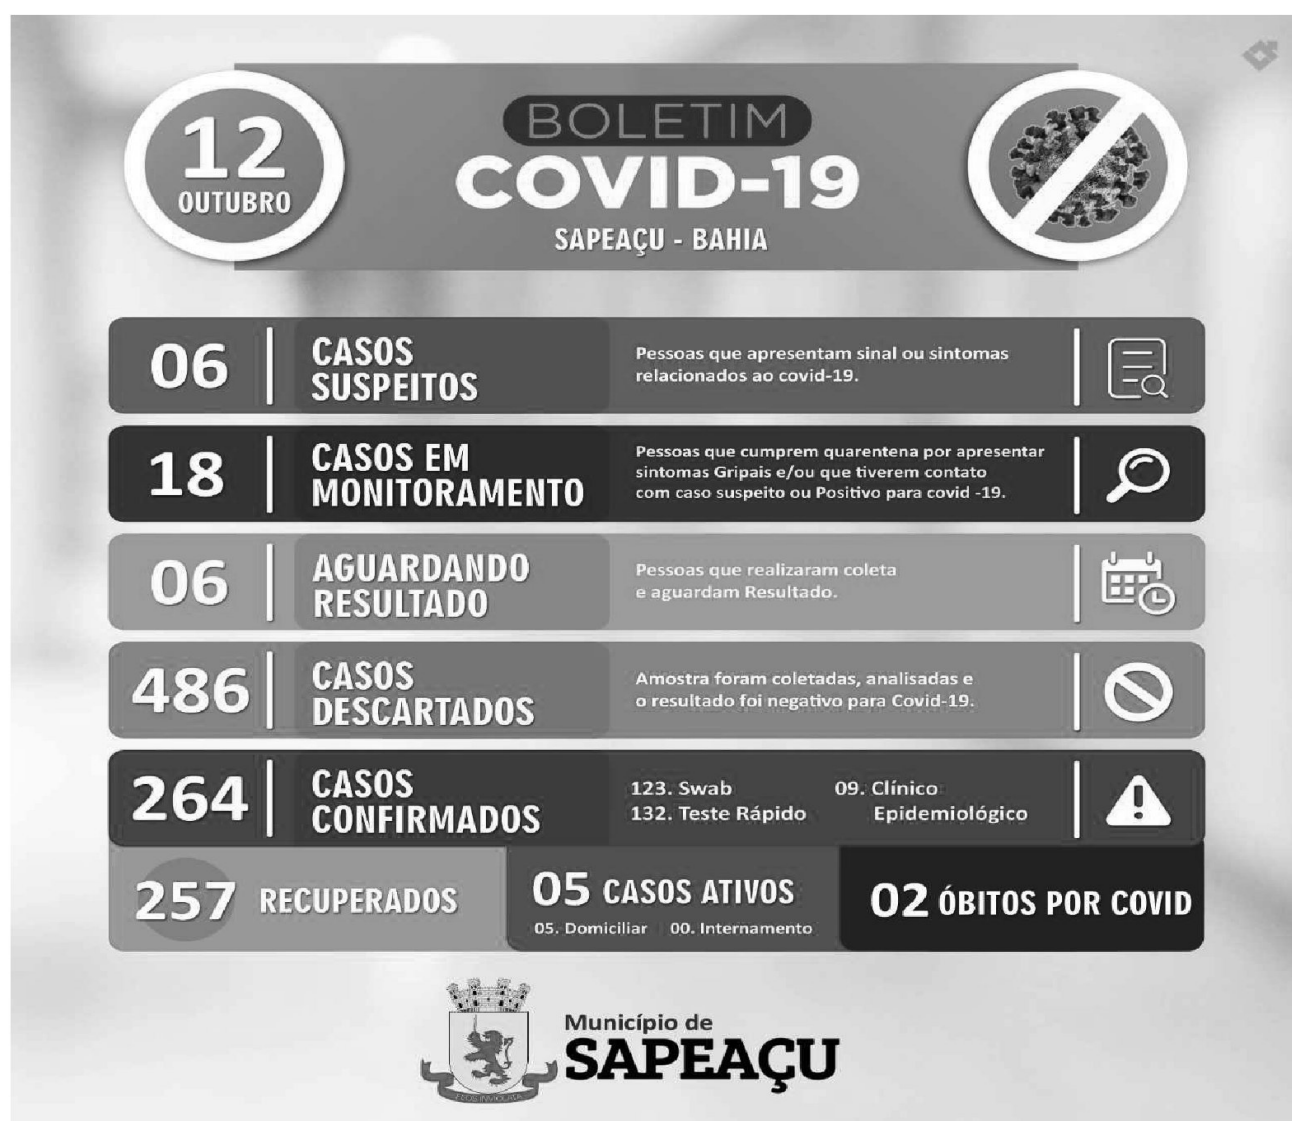 12
OUTUBRO
BOLETIM
COVID-19
SAPEAÇU - BAHIA
06
CASOS
SUSPEITOS
Pessoas que apresentam sinal ou sintomas
relacionados ao covid-19.
18
CASOS EM
MONITORAMENTO
Pessoas que cumprem quarentena por apresentar
sintomas Gripais e/ou que tiverem contato
com caso suspeito ou Positivo para covid -19.
06
AGUARDANDO
RESULTADO
Pessoas que realizaram coleta
e aguardam Resultado.
486
CASOS
DESCARTADOS
Amostra foram coletadas, analisadas e
o resultado foi negativo para Covid-19.
264
CASOS
CONFIRMADOS
123. Swab
132. Teste Rápido
09. Clínico
Epidemiológico
257 RECUPERADOS
05 CASOS ATIVOS
05. Domiciliar 00. Internamento
02 ÓBITOS POR COVID
Município de
SAPEAÇU